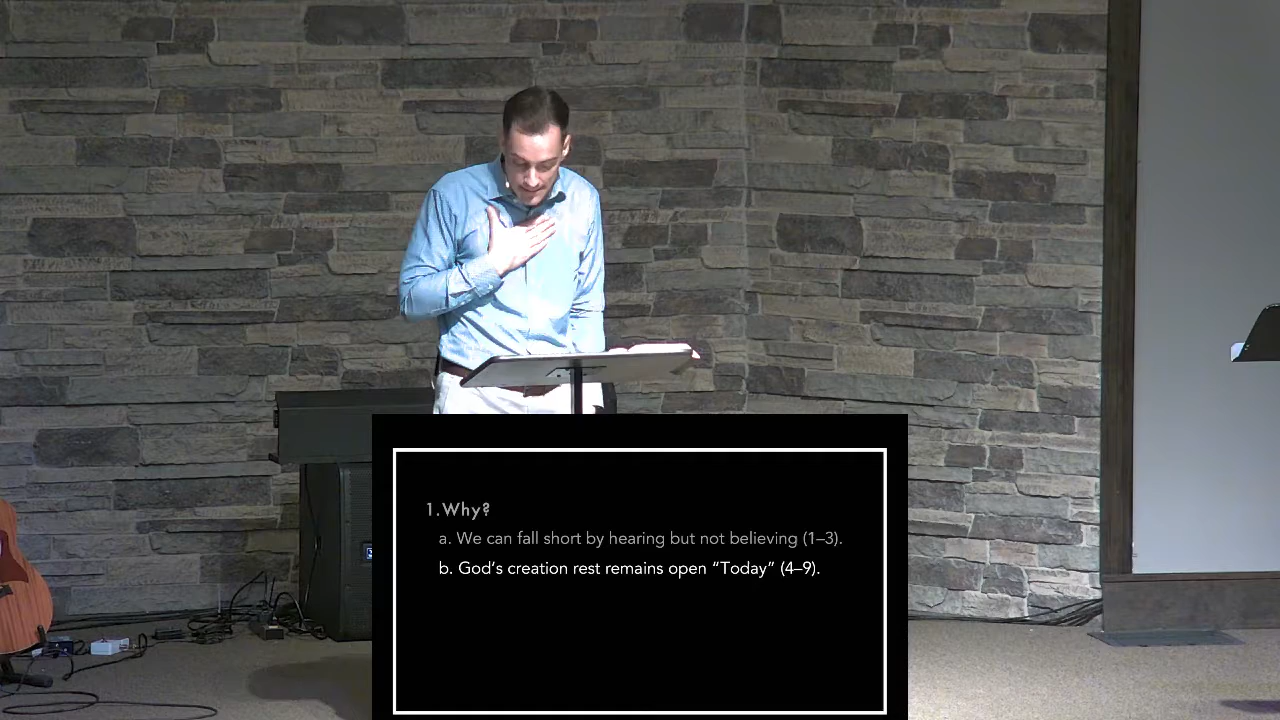 1.Why?
a. We can fall short by hearing but not believing (1–3).
b. God’s creation rest remains open “Today” (4–9).